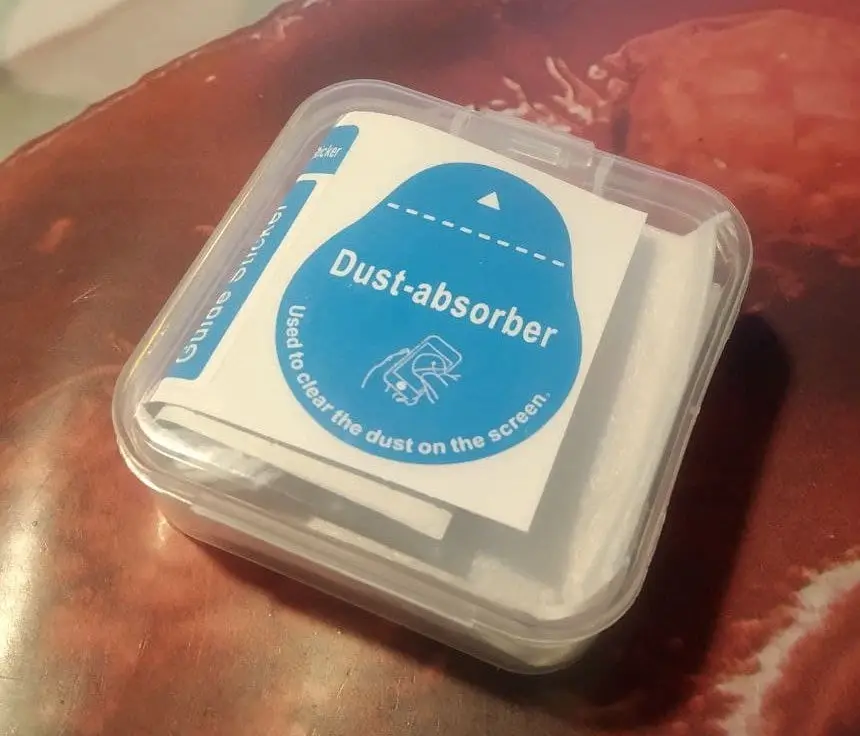 Guide Sticker
Dust-absorber
Used to clear the dust on the screen.